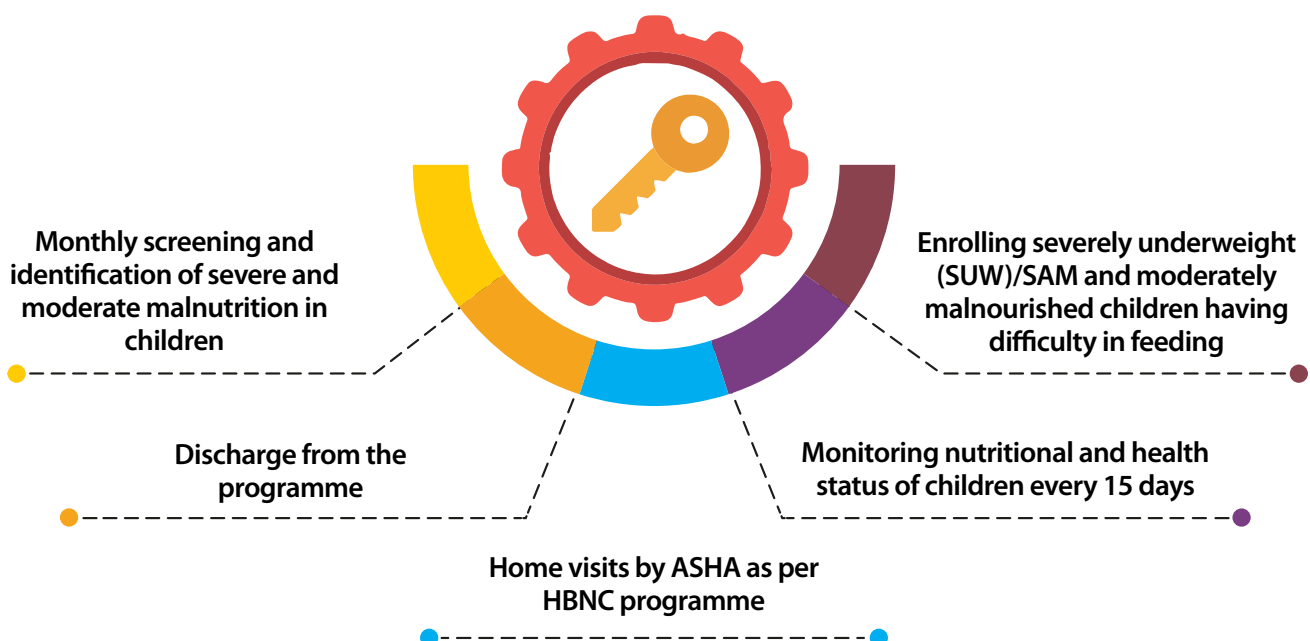 Monthly screening and
identification of severe and
moderate malnutrition in
children
Enrolling severely underweight
(SUW)/SAM and moderately
malnourished children having
difficulty in feeding
Discharge from the
programme
Monitoring nutritional and health
status of children every 15 days
Home visits by ASHA as per
HBNC programme